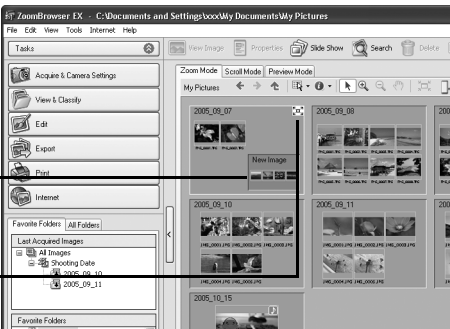 ZoomBrowser EX - C:\Documents and Settings\xxx\My Documents\My Pictures
File Edit View Tools Internet Help
Tasks
View Image Properties Slide Show Search Delete
Zoom Mode Scroll Mode Preview Mode
My Pictures
Acquire & Camera Settings
View & Classify
Edit
Export
Print
Internet
Favorite Folders All Folders
Last Acquired Images
All Images
Shooting Date
2005_09_10
2005_09_11
Favorite Folders
2005_09_07
2005_09_08
200
New Image
2005_09_10
2005_09_11
200
2005_10_15